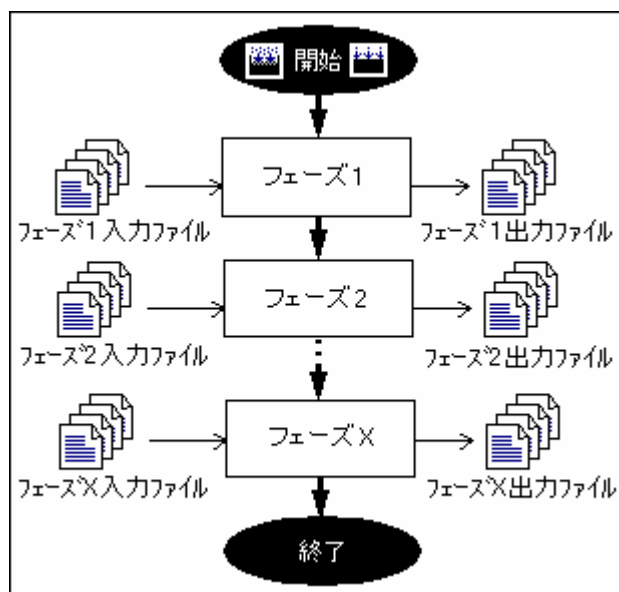 開始
フェーズ1
フェーズ1入力ファイル
フェーズ1出力ファイル
フェーズ2
フェーズ2入力ファイル
フェーズ2出力ファイル
フェーズX
フェーズX入力ファイル
フェーズX出力ファイル
終了